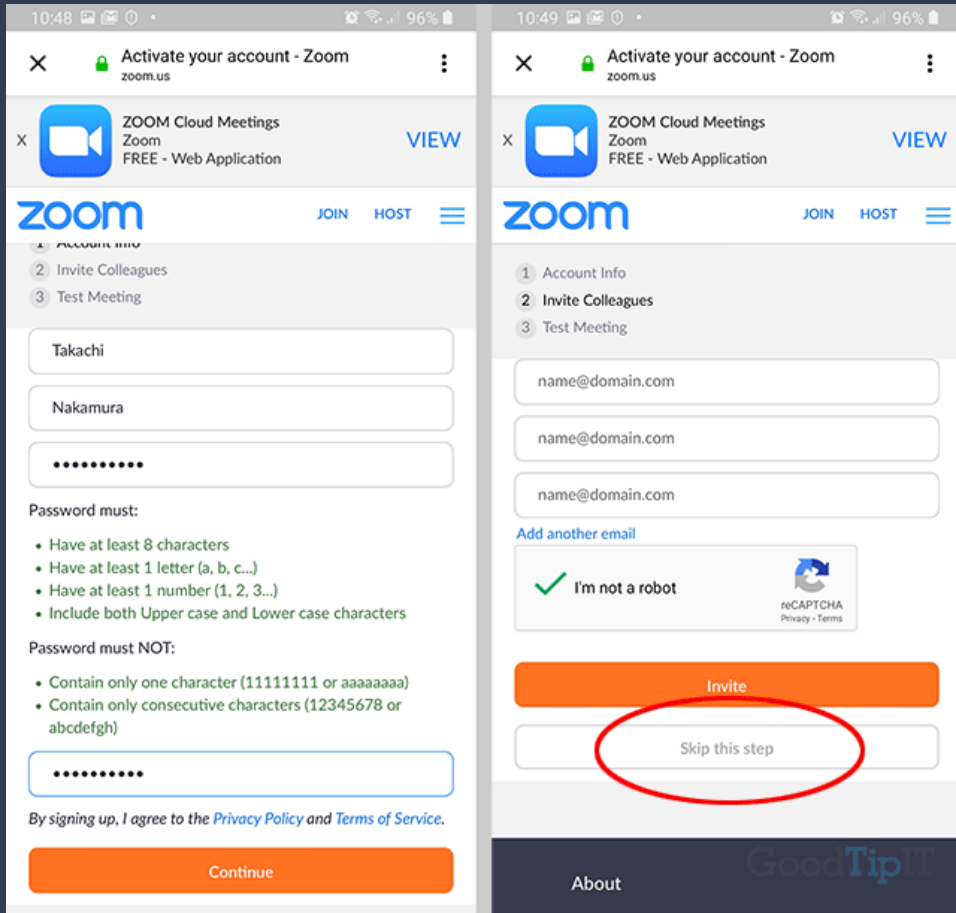 10:48
96%
Activate your account - Zoom
zoom.us
X
ZOOM Cloud Meetings
Zoom
FREE - Web Application
VIEW
zoom
JOIN HOST
1 Account Info
2 Invite Colleagues
3 Test Meeting
Takachi
Nakamura
••••••••••
Password must:
• Have at least 8 characters
• Have at least 1 letter (a, b, c...)
• Have at least 1 number (1, 2, 3...)
• Include both Upper case and Lower case characters
Password must NOT:
• Contain only one character (11111111 or aaaaaaaa)
• Contain only consecutive characters (12345678 or
abcdefgh)
••••••••••
By signing up, I agree to the Privacy Policy and Terms of Service.
Continue
10:49
96%
Activate your account - Zoom
zoom.us
X
ZOOM Cloud Meetings
Zoom
FREE - Web Application
VIEW
zoom
JOIN HOST
1 Account Info
2 Invite Colleagues
3 Test Meeting
name@domain.com
name@domain.com
name@domain.com
Add another email
I'm not a robot
reCAPTCHA
Privacy - Terms
Invite
Skip this step
About
GoodTipIT